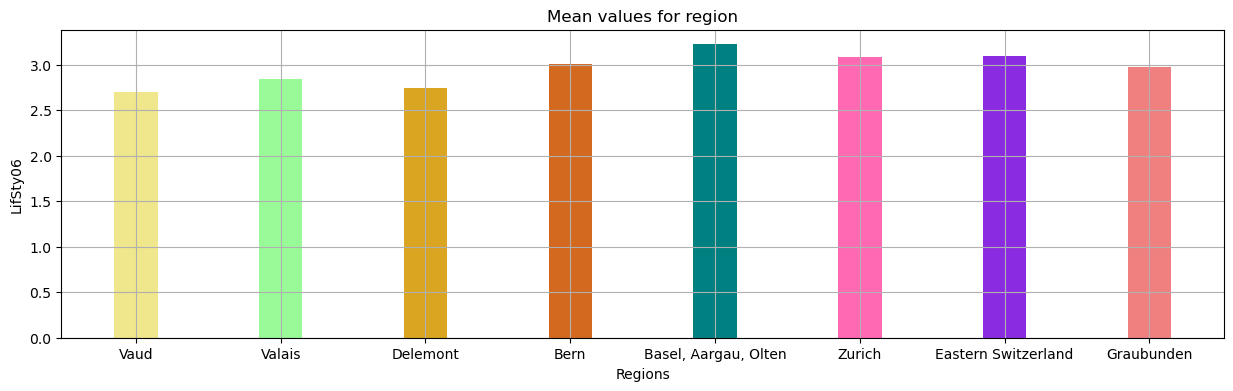 Mean values for region
LifSty06
3.0
2.5
2.0
1.5
1.0
0.5
0.0
Vaud Valais Delemont Bern Basel, Aargau, Olten Zurich Eastern Switzerland Graubunden
Regions